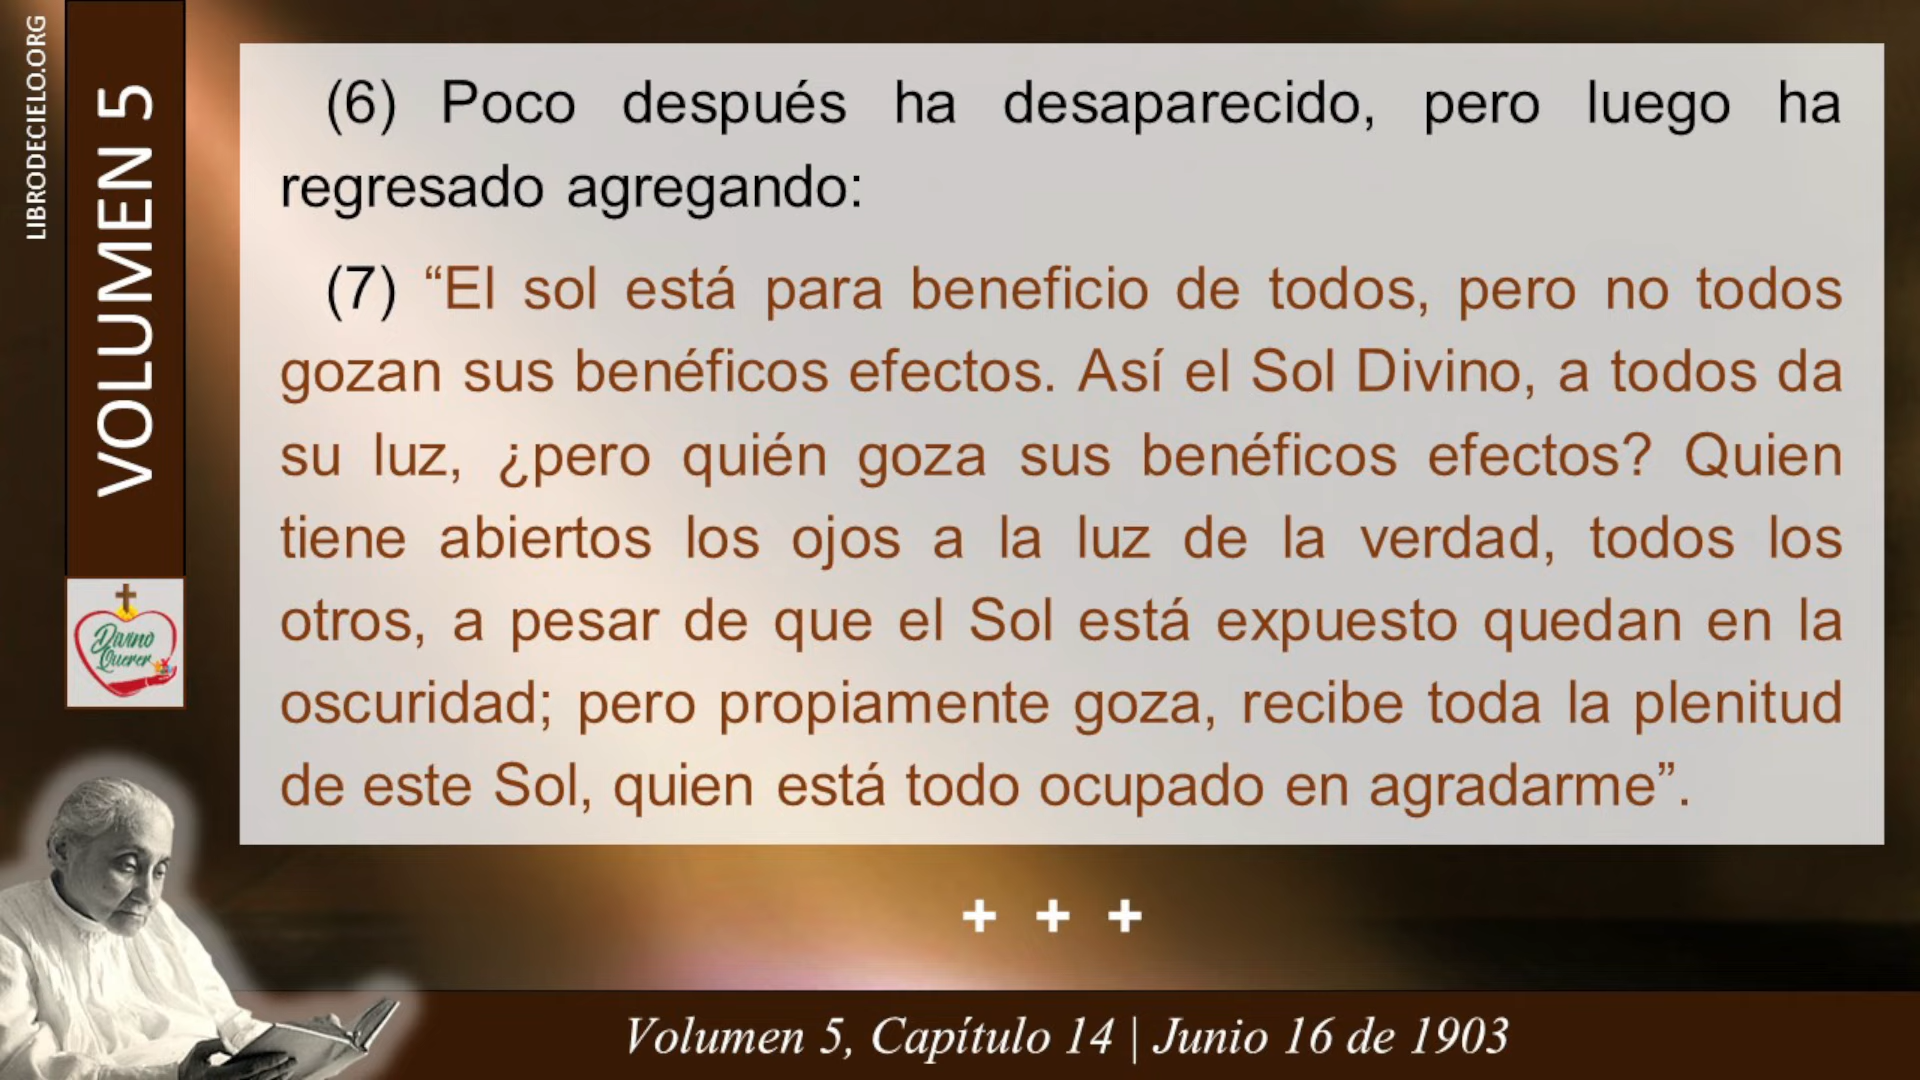 LIBRODECIELO.ORG
VOLUMEN 5
Divino
Querer
(6) Poco después ha desaparecido, pero luego ha
regresado agregando:
(7) “El sol está para beneficio de todos, pero no todos
gozan sus benéficos efectos. Así el Sol Divino, a todos da
su luz, ¿pero quién goza sus benéficos efectos? Quien
tiene abiertos los ojos a la luz de la verdad, todos los
otros, a pesar de que el Sol está expuesto quedan en la
oscuridad; pero propiamente goza, recibe toda la plenitud
de este Sol, quien está todo ocupado en agradarme”.
+ + +
Volumen 5, Capítulo 14 | Junio 16 de 1903